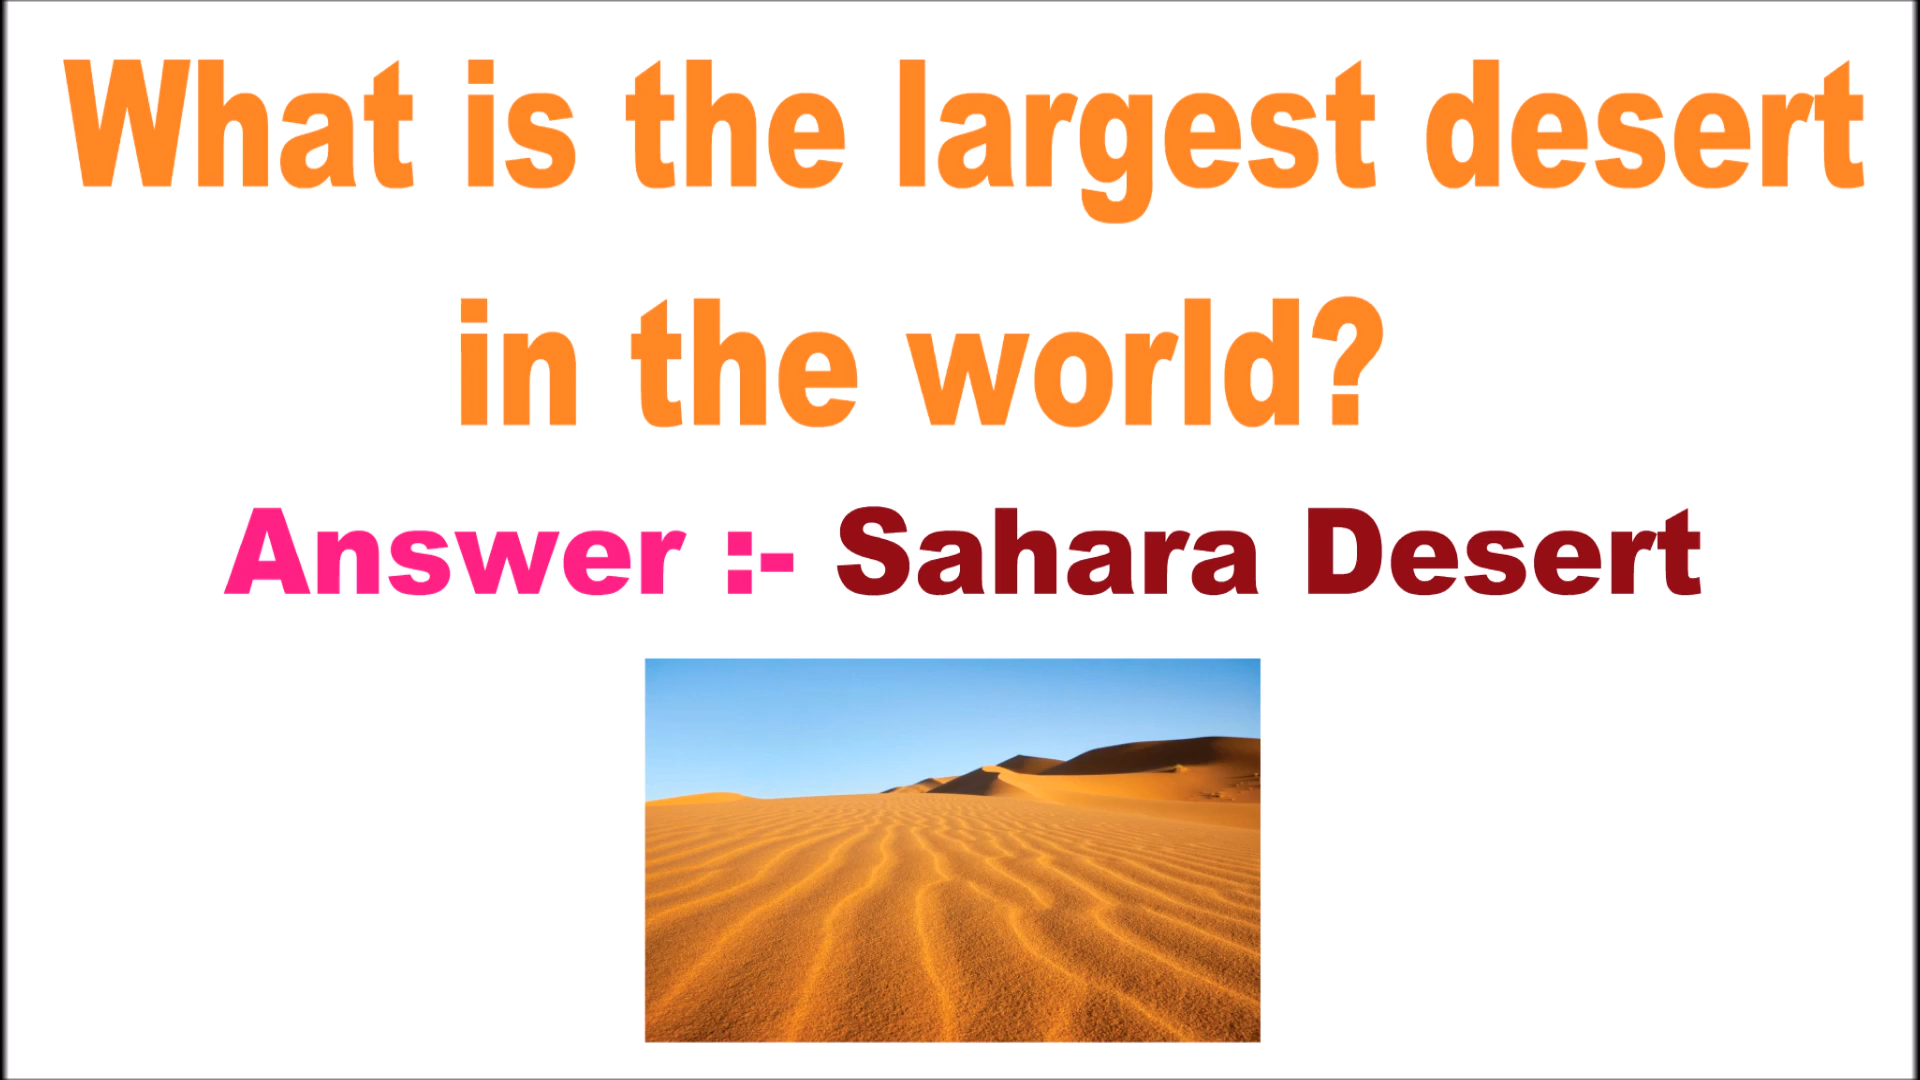 What is the largest desert
in the world?
Answer :- Sahara Desert